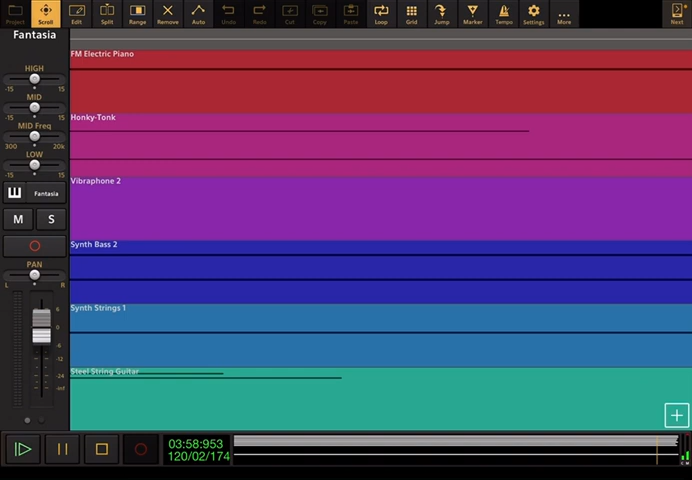 Project Scroll Edit Split Range Remove Auto Undo Redo Cut Copy Paste Loop Grid Jump Marker Tempo Settings More Next
Fantasia
FM Electric Piano
HIGH
-15 15
MID
-15 15
Honky-Tonk
MID Freq
300 20k
LOW
-15 15
Vibraphone 2
Fantasia
M S
Synth Bass 2
PAN
L R
Synth Strings 1
6
0
-6
-12
-24
-inf
Steel String Guitar
03:58:953
120/02/174
C M